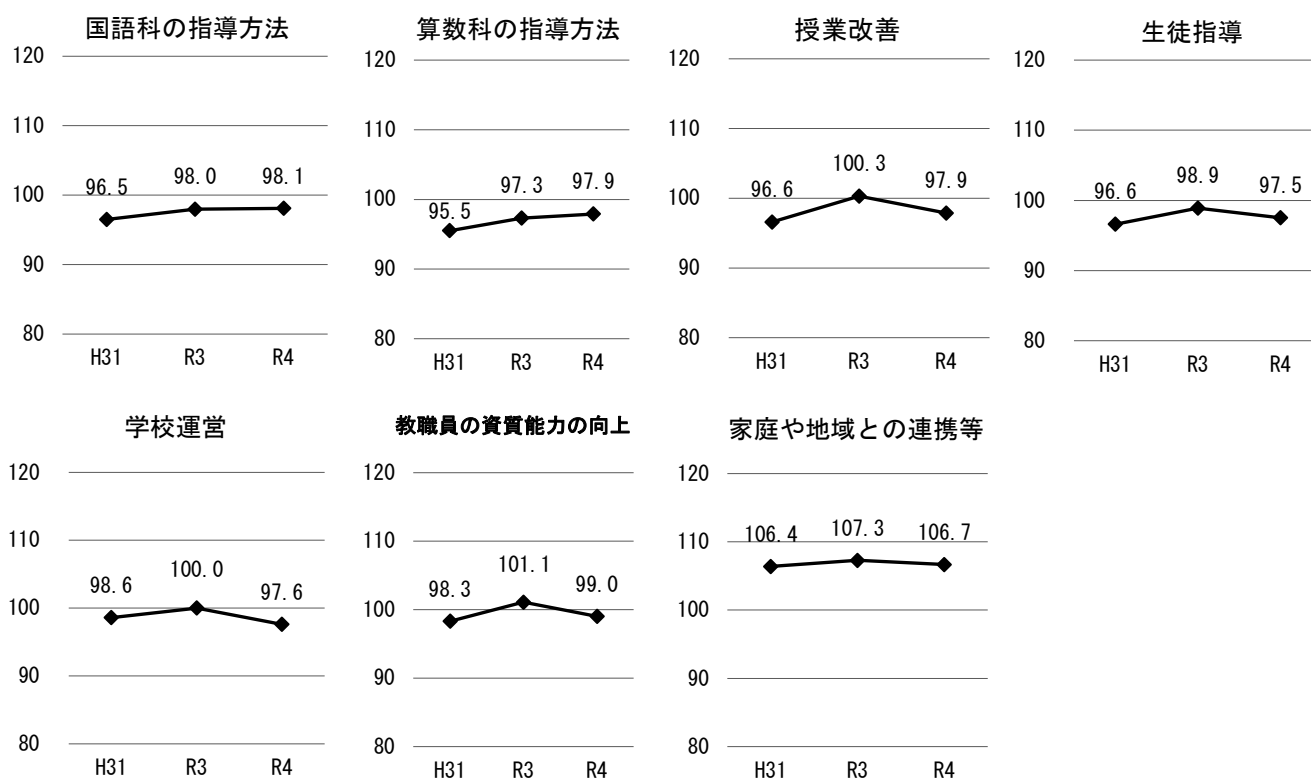 国語科の指導方法
120
110
100
90
80
96.5
98.0
98.1
H31
R3
R4
算数科の指導方法
120
110
100
90
80
95.5
97.3
97.9
H31
R3
R4
授業改善
120
110
100
90
80
96.6
100.3
97.9
H31
R3
R4
生徒指導
120
110
100
90
80
96.6
98.9
97.5
H31
R3
R4
学校運営
120
110
100
90
80
98.6
100.0
97.6
H31
R3
R4
教職員の資質能力の向上
120
110
100
90
80
98.3
101.1
99.0
H31
R3
R4
家庭や地域との連携等
120
110
100
90
80
106.4
107.3
106.7
H31
R3
R4